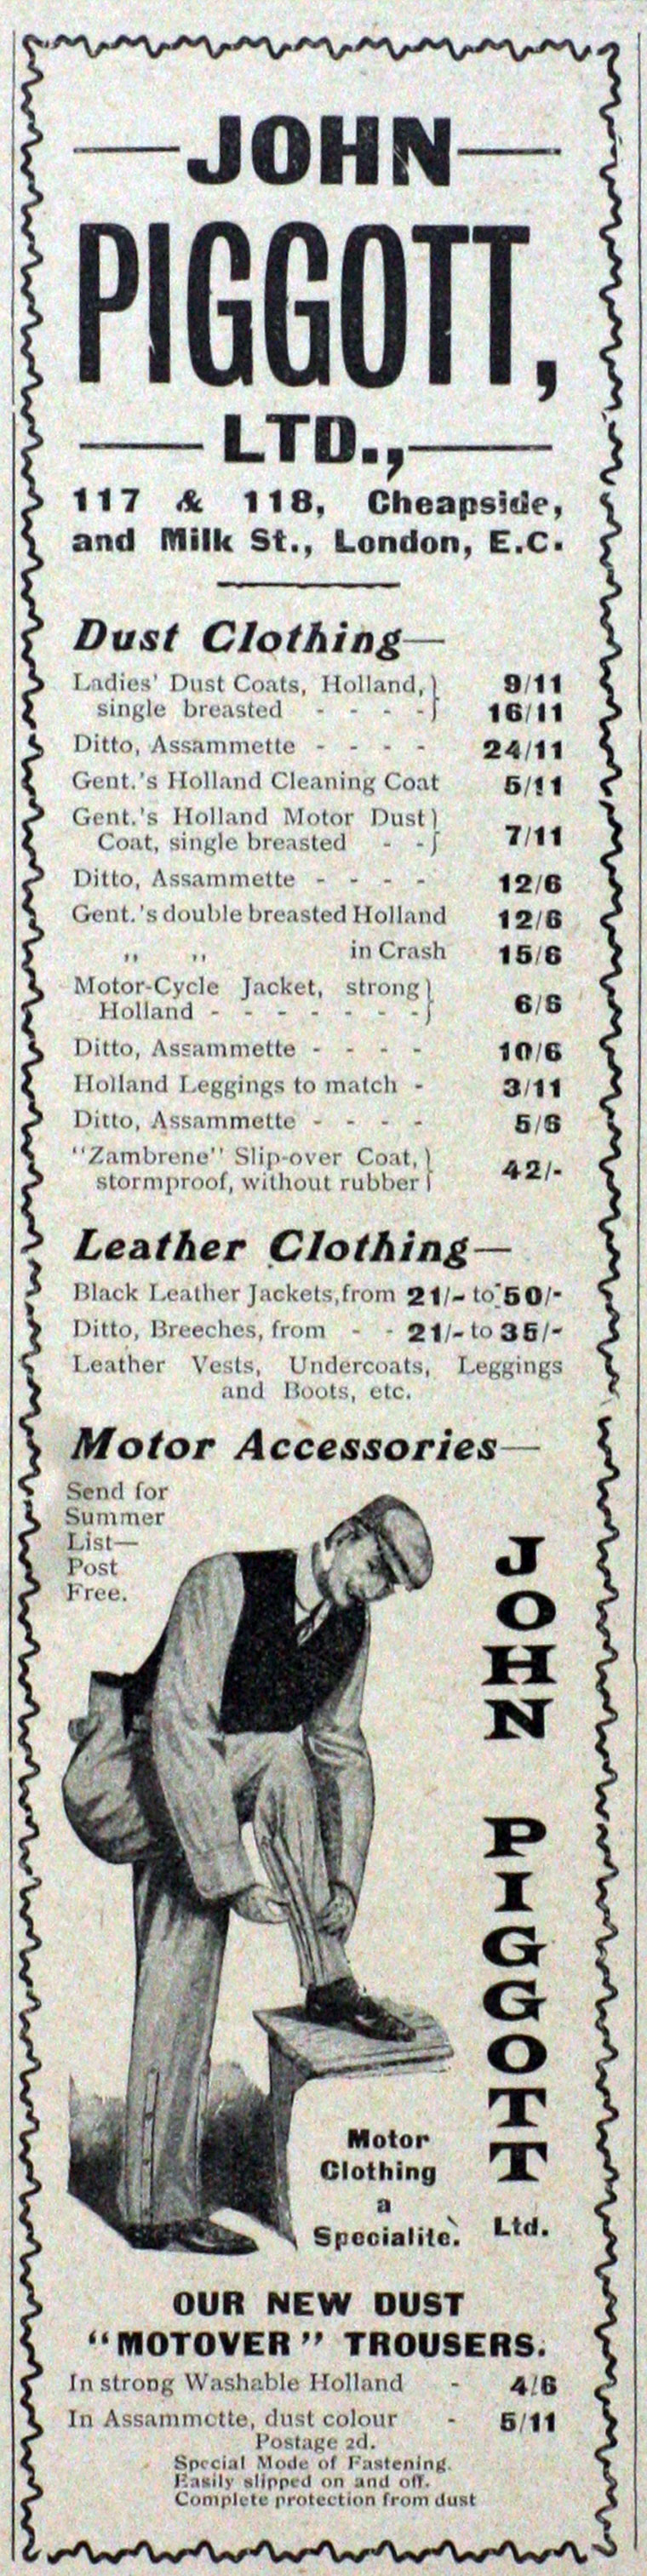 JOHN
PIGGOTT,
LTD.,
117 & 118, Cheapside,
and Milk St., London, E.C.
Dust Clothing—
Ladies' Dust Coats, Holland, 9/11
single breasted - - - - 16/11
Ditto, Assammette - - - - 24/11
Gent.'s Holland Cleaning Coat 5/11
Gent.'s Holland Motor Dust
Coat, single breasted - - 7/11
Ditto, Assammette - - - - 12/6
Gent.'s double breasted Holland 12/6
" " in Crash 15/6
Motor-Cycle Jacket, strong
Holland - - - - - - - 6/6
Ditto, Assammette - - - - 10/6
Holland Leggings to match - 3/11
Ditto, Assammette - - - - 5/6
"Zambrene" Slip-over Coat,
stormproof, without rubber 42/-
Leather Clothing—
Black Leather Jackets, from 21/- to 50/-
Ditto, Breeches, from - - 21/- to 35/-
Leather Vests, Undercoats, Leggings
and Boots, etc.
Motor Accessories—
Send for
Summer
List—
Post
Free.
JOHN PIGGOTT
Ltd.
Motor
Clothing
a
Specialité.
OUR NEW DUST
"MOTOVER" TROUSERS.
In strong Washable Holland - 4/6
In Assammette, dust colour - 5/11
Postage 2d.
Special Mode of Fastening.
Easily slipped on and off.
Complete protection from dust